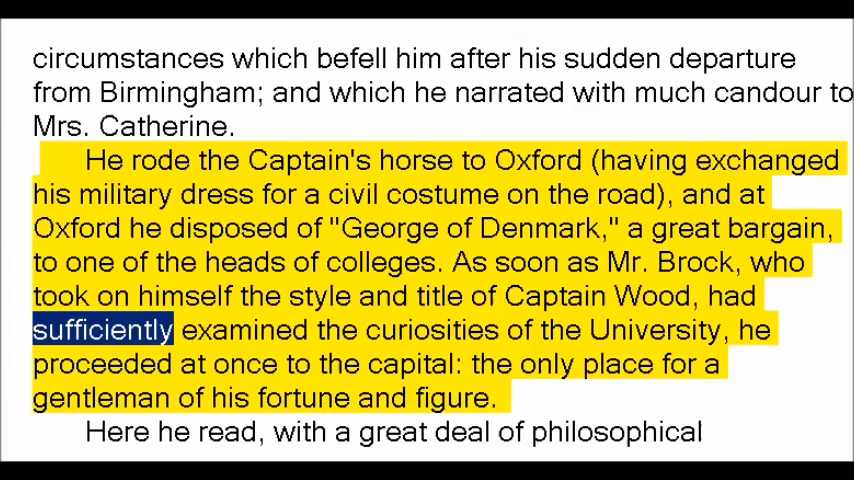 circumstances which befell him after his sudden departure
from Birmingham; and which he narrated with much candour to
Mrs. Catherine.
He rode the Captain's horse to Oxford (having exchanged
his military dress for a civil costume on the road), and at
Oxford he disposed of "George of Denmark," a great bargain,
to one of the heads of colleges. As soon as Mr. Brock, who
took on himself the style and title of Captain Wood, had
sufficiently examined the curiosities of the University, he
proceeded at once to the capital: the only place for a
gentleman of his fortune and figure.
Here he read, with a great deal of philosophical